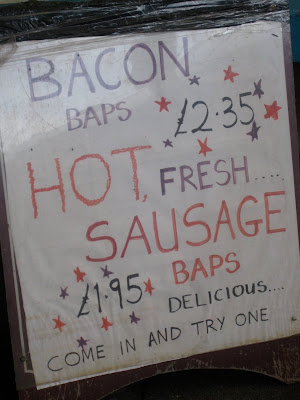 BACON
BAPS £2.35
HOT, FRESH....
SAUSAGE
BAPS
£1.95 DELICIOUS....
COME IN AND TRY ONE